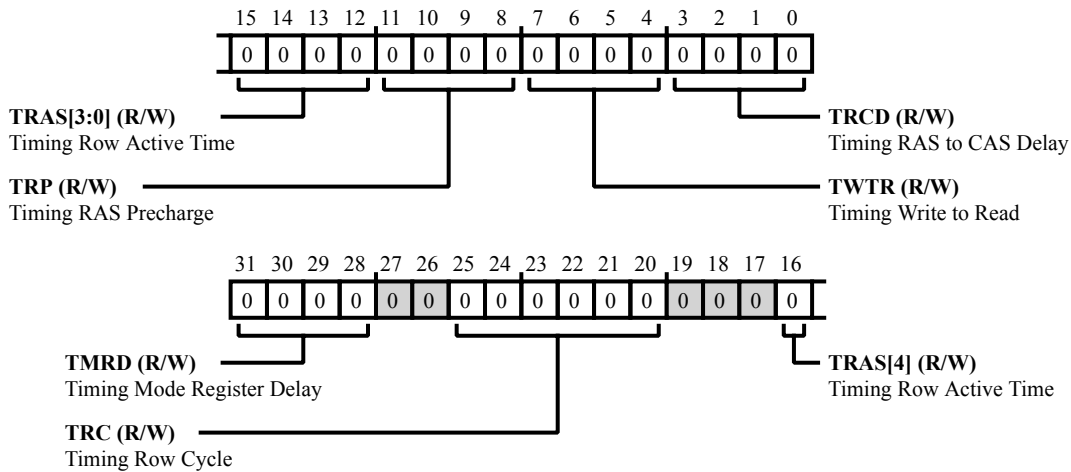 15 14 13 12 11 10 9 8 7 6 5 4 3 2 1 0
0 0 0 0 0 0 0 0 0 0 0 0 0 0 0 0
TRAS[3:0] (R/W)
Timing Row Active Time
TRCD (R/W)
Timing RAS to CAS Delay
TRP (R/W)
Timing RAS Precharge
TWTR (R/W)
Timing Write to Read
31 30 29 28 27 26 25 24 23 22 21 20 19 18 17 16
0 0 0 0 0 0 0 0 0 0 0 0 0 0 0 0
TMRD (R/W)
Timing Mode Register Delay
TRAS[4] (R/W)
Timing Row Active Time
TRC (R/W)
Timing Row Cycle